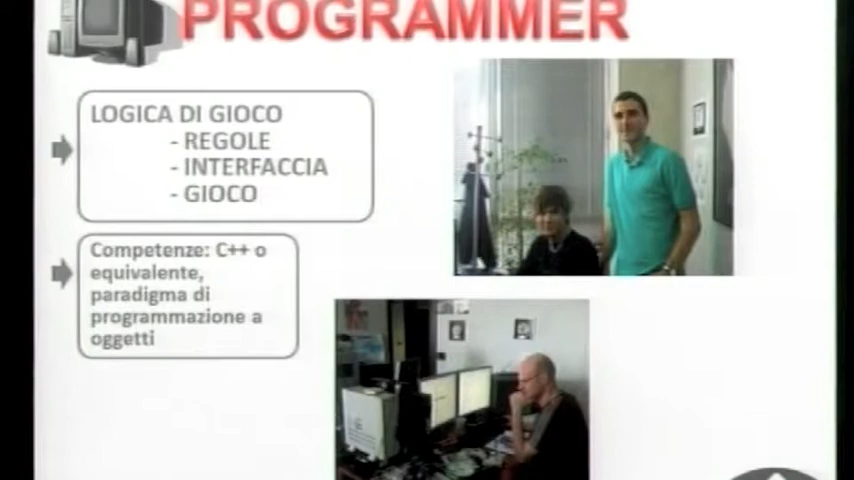 PROGRAMMER
LOGICA DI GIOCO
- REGOLE
- INTERFACCIA
- GIOCO
Competenze: C++ o
equivalente,
paradigma di
programmazione a
oggetti